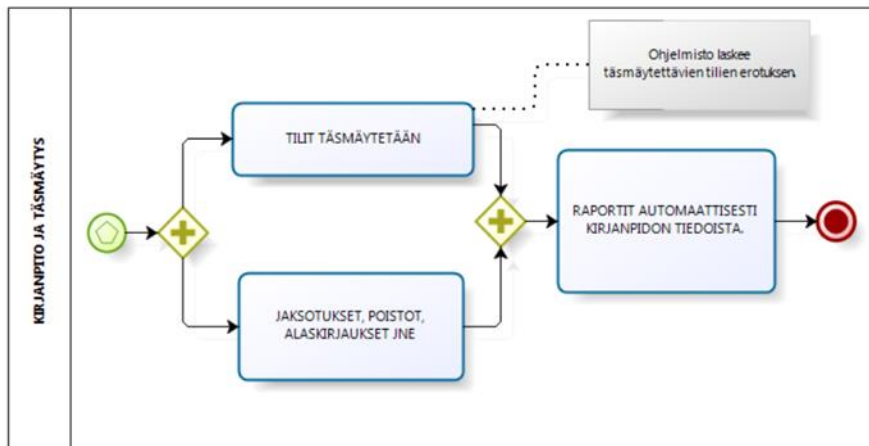 KIRJANPITO JA TÄSMÄYTYS
Ohjelmisto laskee
täsmäytettävien tilien erotuksen.
TILIT TÄSMÄYTETÄÄN
RAPORTIT AUTOMAATTISESTI
KIRJANPIDON TIEDOISTA.
JAKSOTUKSET, POISTOT,
ALASKIRJAUKSET JNE